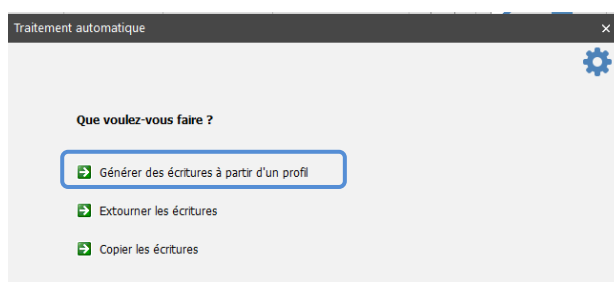 Traitement automatique
Que voulez-vous faire ?
Générer des écritures à partir d'un profil
Extourner les écritures
Copier les écritures